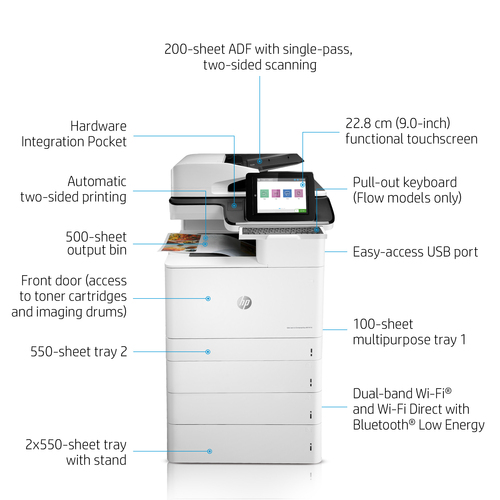 200-sheet ADF with single-pass,
two-sided scanning
Hardware
Integration Pocket
22.8 cm (9.0-inch)
functional touchscreen
Automatic
two-sided printing
Pull-out keyboard
(Flow models only)
500-sheet
output bin
Easy-access USB port
Front door (access
to toner cartridges
and imaging drums)
hp
100-sheet
multipurpose tray 1
550-sheet tray 2
Dual-band Wi-Fi®
and Wi-Fi Direct with
Bluetooth® Low Energy
2x550-sheet tray
with stand